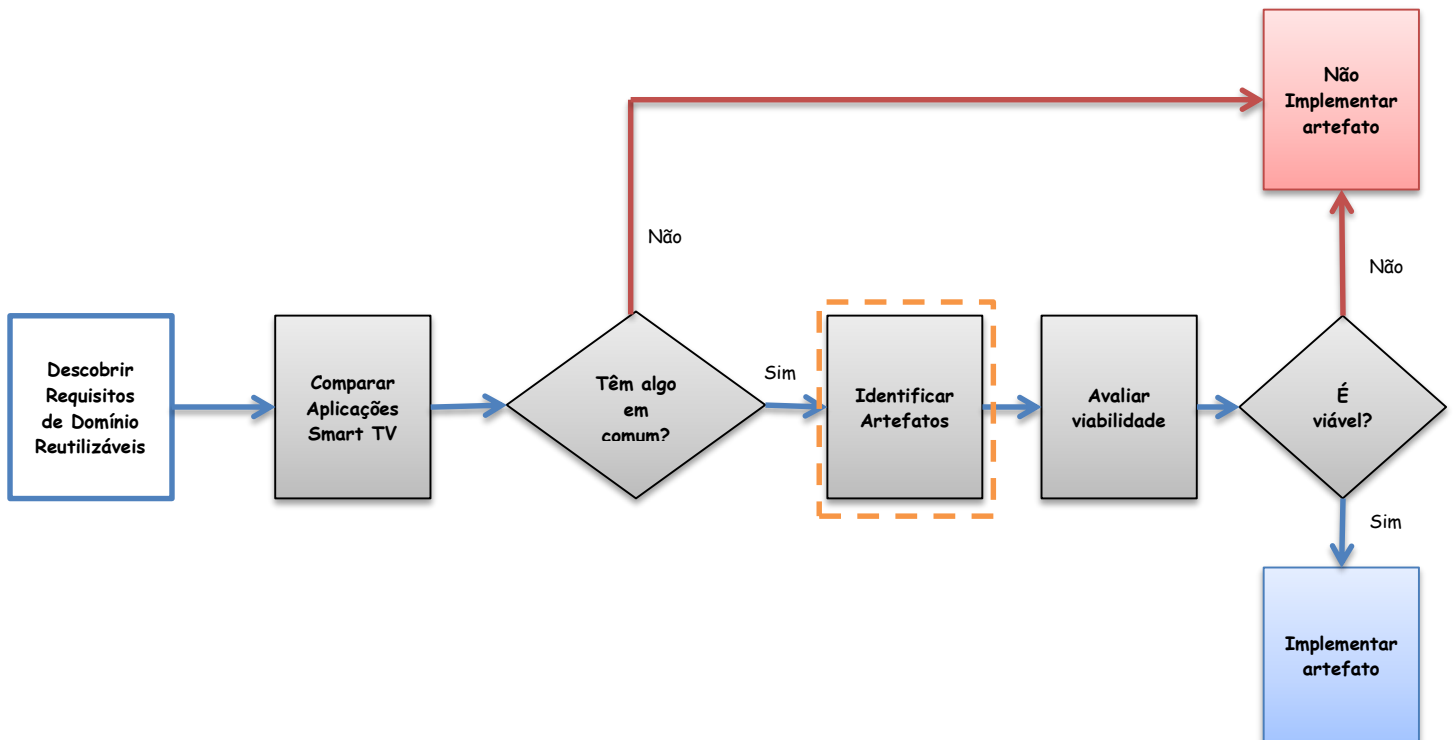 Não
Implementar
artefato
Não
Não
Descobrir
Requisitos
de Domínio
Reutilizáveis
Comparar
Aplicações
Smart TV
Têm algo
em
comum?
Sim
Identificar
Artefatos
Avaliar
viabilidade
É
viável?
Sim
Implementar
artefato